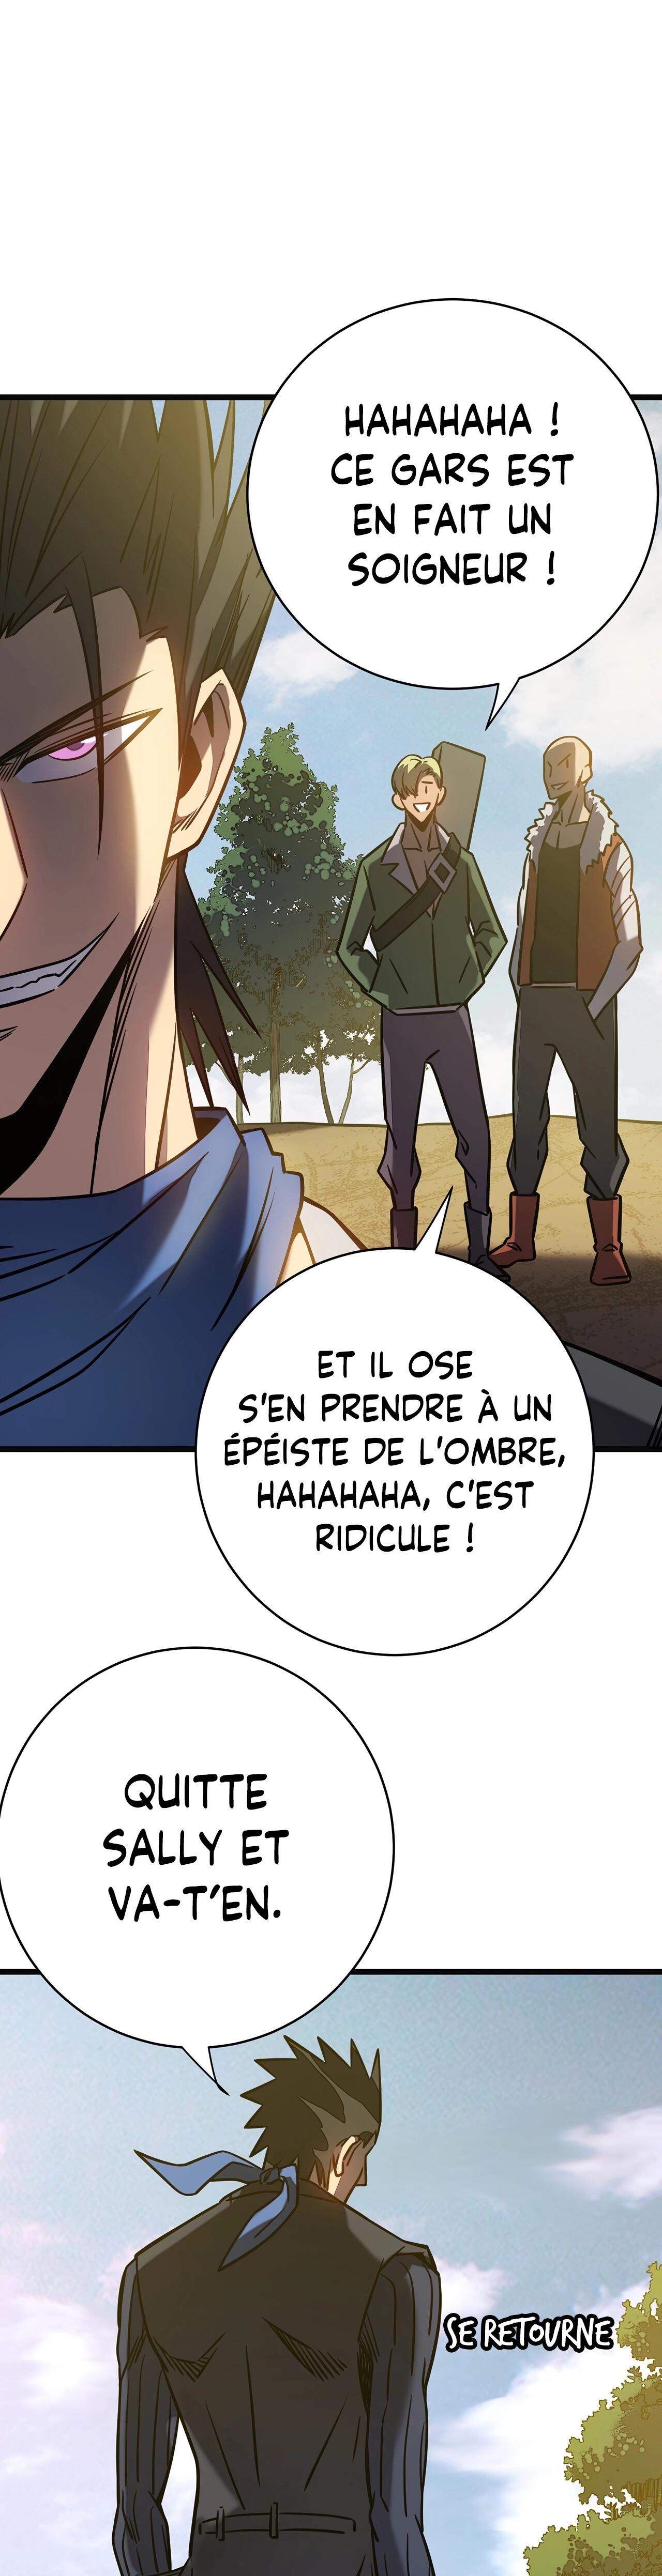 HAHAHAHA !
CE GARS EST
EN FAIT UN
SOIGNEUR !
ET IL OSE
S'EN PRENDRE À UN
ÉPÉISTE DE L'OMBRE,
HAHAHAHA, C'EST
RIDICULE !
QUITTE
SALLY ET
VA-T'EN.
SE RETOURNE